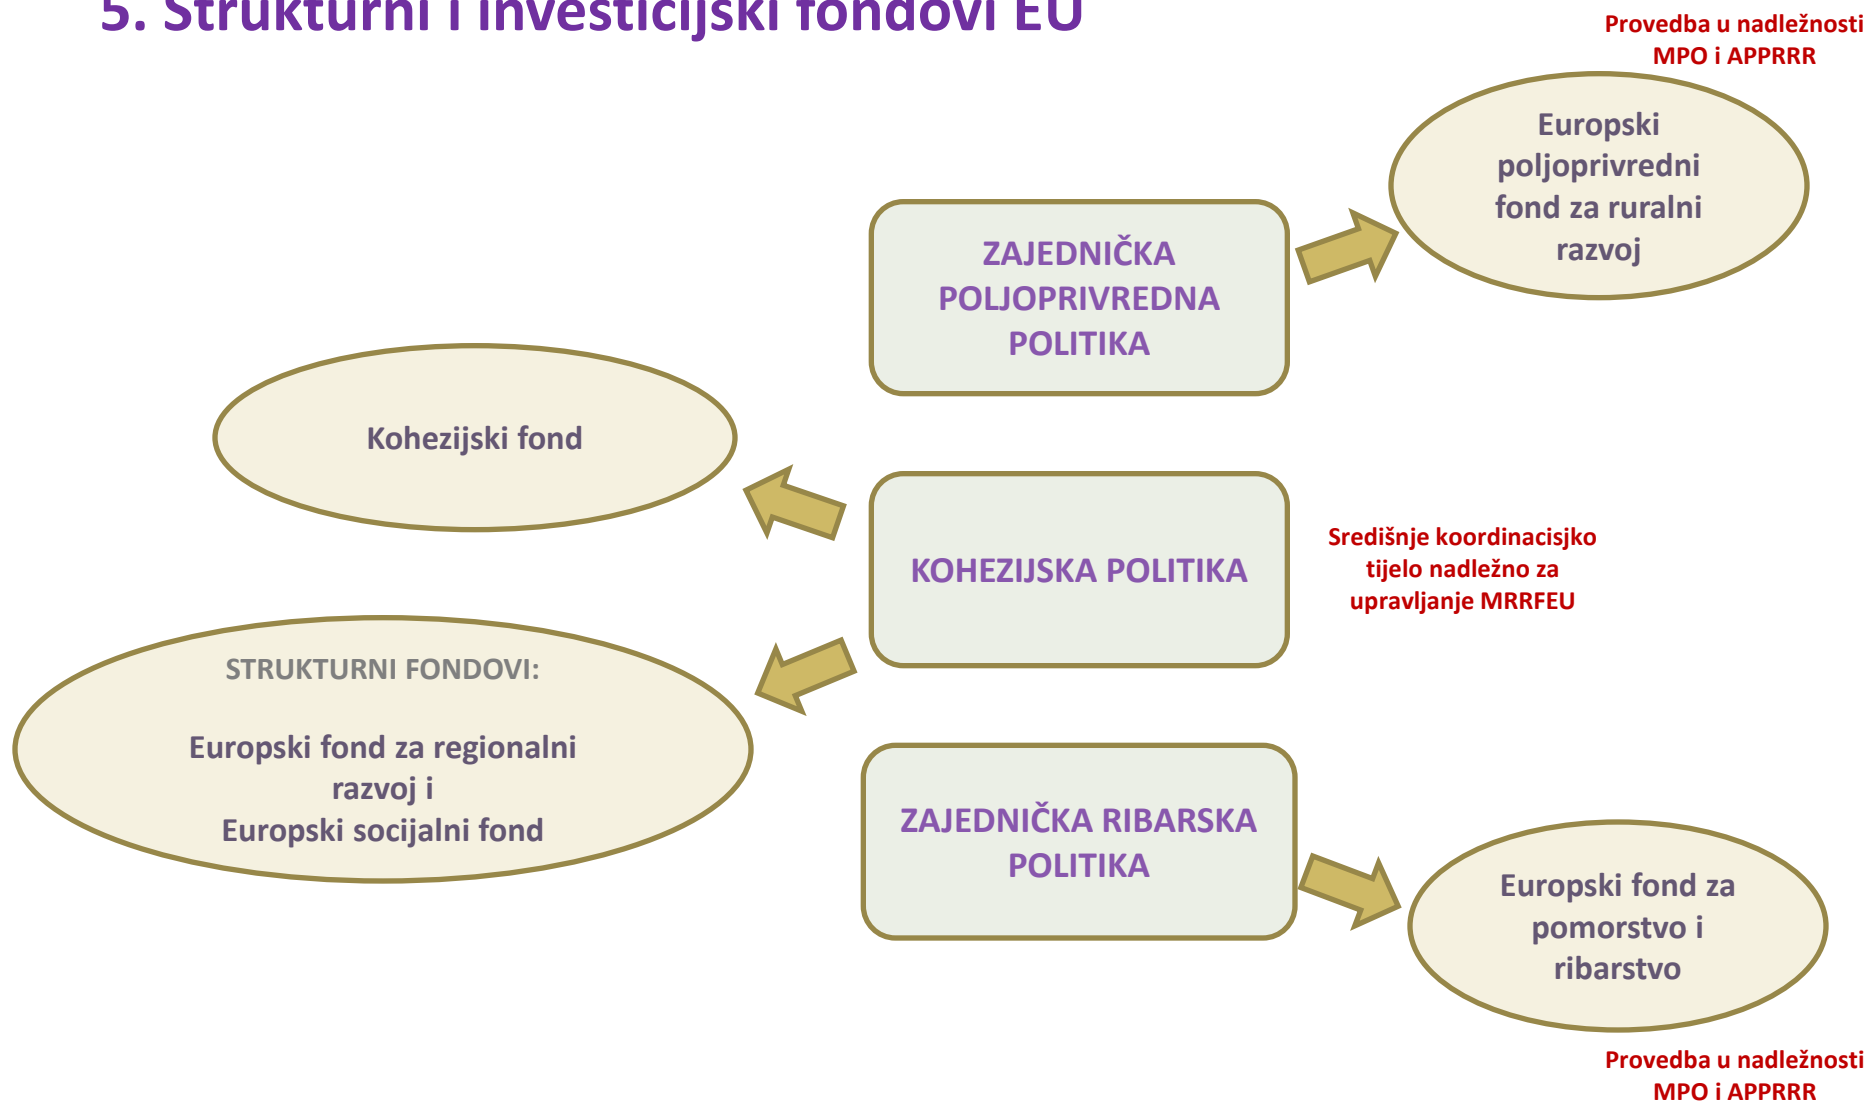 5. Strukturni i investicijski fondovi EU
Provedba u nadležnosti
MPO i APPRRR
Europski
poljoprivredni
fond za ruralni
razvoj
ZAJEDNIČKA
POLJOPRIVREDNA
POLITIKA
Kohezijski fond
KOHEZIJSKA POLITIKA
Središnje koordinacisjko
tijelo nadležno za
upravljanje MRRFEU
STRUKTURNI FONDOVI:
Europski fond za regionalni
razvoj i
Europski socijalni fond
ZAJEDNIČKA RIBARSKA
POLITIKA
Europski fond za
pomorstvo i
ribarstvo
Provedba u nadležnosti
MPO i APPRRR